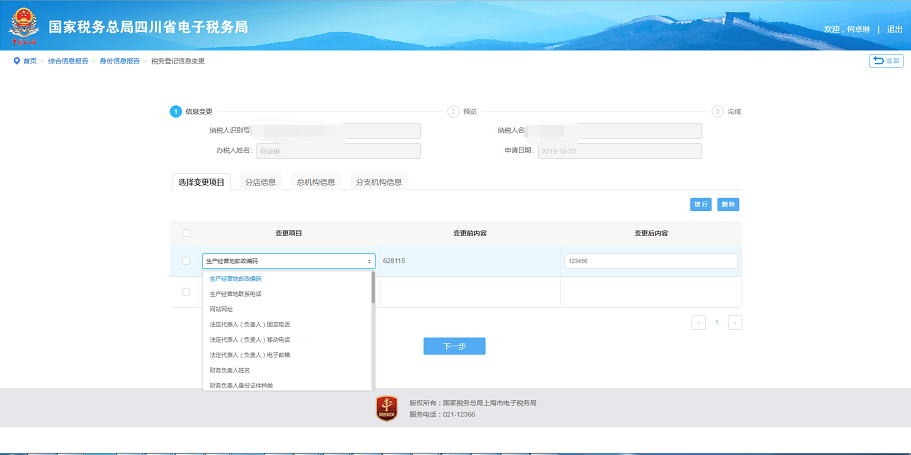 国家税务总局四川省电子税务局
欢迎，何卓琳 | 退出
首页 > 综合信息报告 > 身份信息报告 > 税务登记信息变更
返回
1 信息变更
2 预览
3 完成
纳税人识别号
纳税人名
办税人姓名： 何卓琳
申请日期： 2019-10-23
选择变更项目 分店信息 总机构信息 分支机构信息
增行 删除
变更项目 变更前内容 变更后内容
生产经营地邮政编码 628115 123456
生产经营地邮政编码
生产经营地联系电话
网站网址
法定代表人（负责人）固定电话
法定代表人（负责人）移动电话
法定代表人（负责人）电子邮箱
财务负责人姓名
财务负责人身份证件种类
< 1 >
下一步
版权所有：国家税务总局上海市电子税务局
服务电话：021-12366